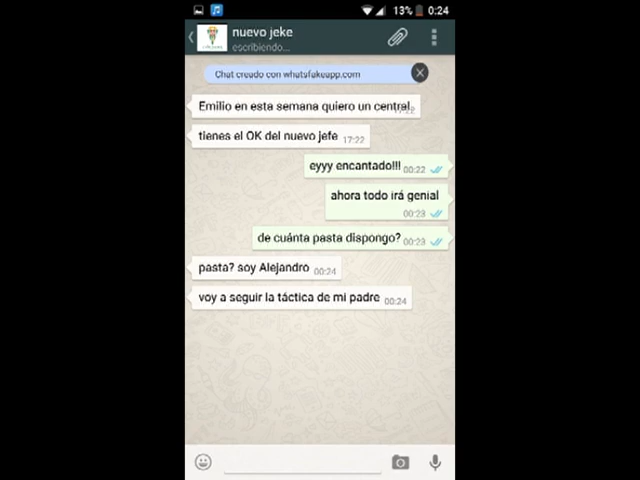 13% 0:24
nuevo jeke
escribiendo...
Chat creado con whatsfakeapp.com
Emilio en esta semana quiero un central
17:22
tienes el OK del nuevo jefe 17:22
eyyy encantado!!! 00:22
ahora todo irá genial
00:23
de cuánta pasta dispongo? 00:23
pasta? soy Alejandro 00:24
voy a seguir la táctica de mi padre 00:24